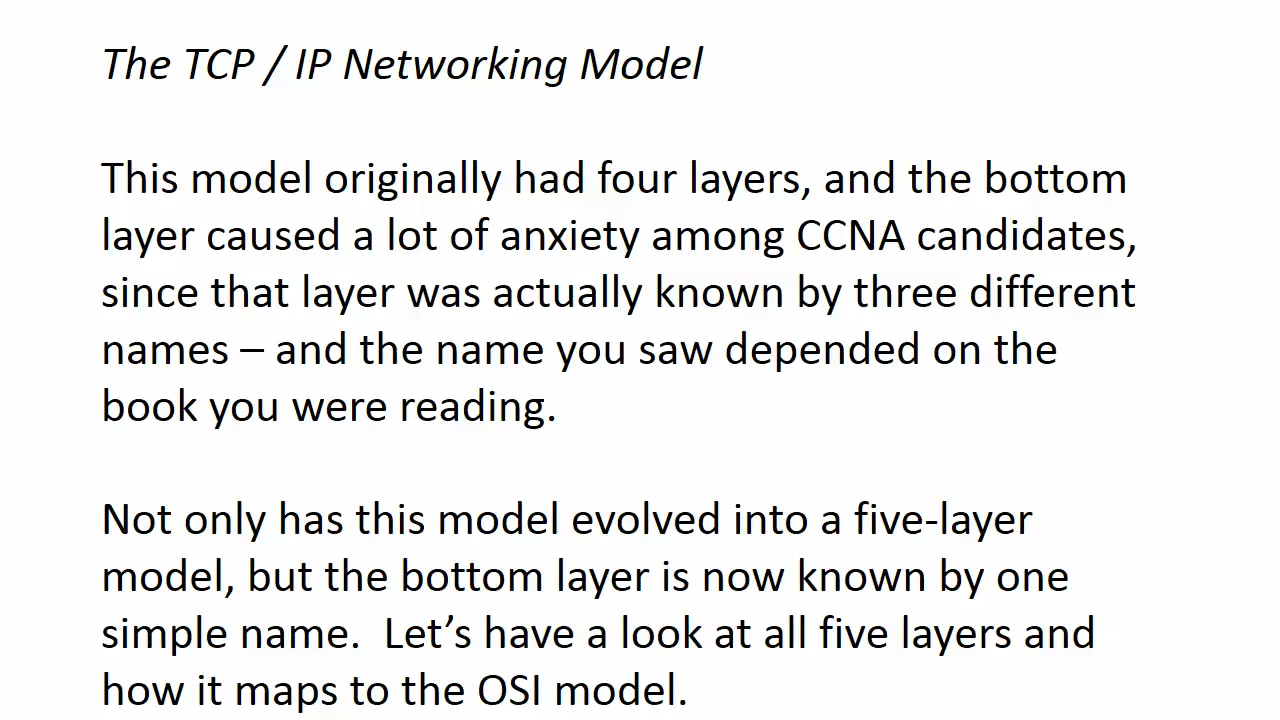 The TCP / IP Networking Model
This model originally had four layers, and the bottom
layer caused a lot of anxiety among CCNA candidates,
since that layer was actually known by three different
names – and the name you saw depended on the
book you were reading.
Not only has this model evolved into a five-layer
model, but the bottom layer is now known by one
simple name.  Let’s have a look at all five layers and
how it maps to the OSI model.